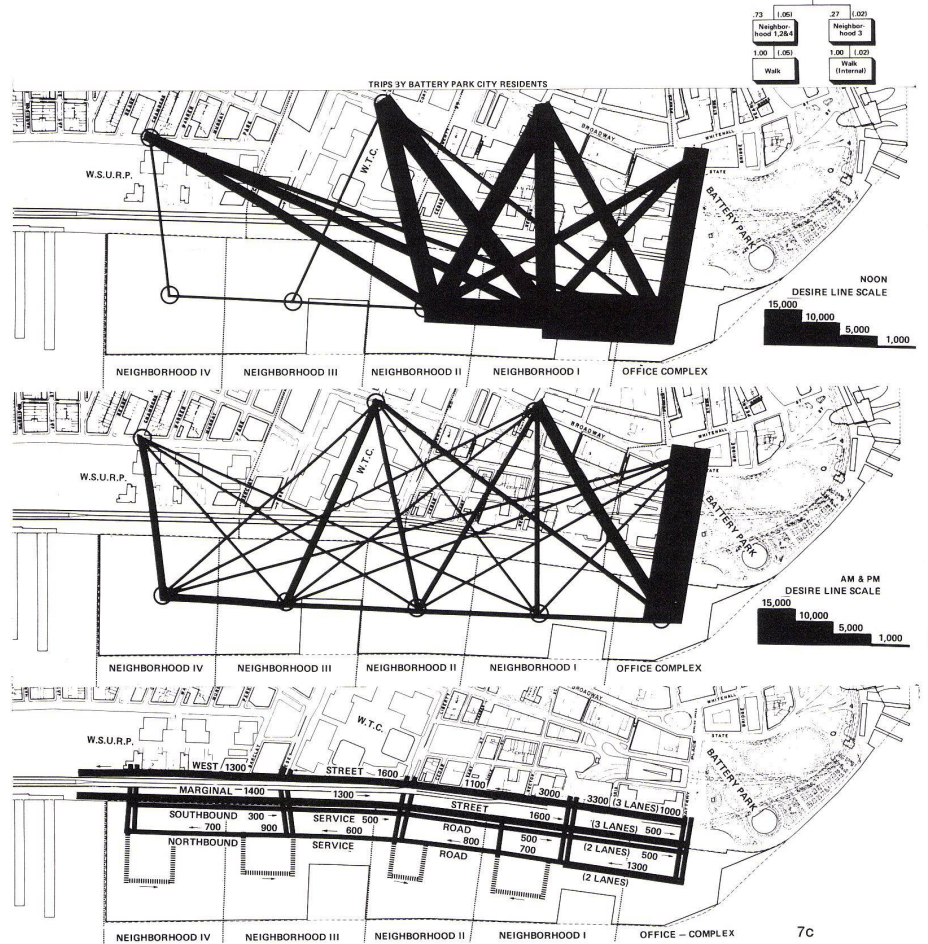 .73 (.05) .27 (.02)
Neighbor-
hood 1,2&4
Neighbor-
hood 3
1.00 (.05) 1.00 (.02)
Walk
Walk
(Internal)
TRIPS BY BATTERY PARK CITY RESIDENTS
BROADWAY
WHITEHALL
BRIDGE
STATE
W.T.C.
CEDAR
W.S.U.R.P.
BATTERY PARK
NOON
DESIRE LINE SCALE
15,000
10,000
5,000
1,000
NEIGHBORHOOD IV NEIGHBORHOOD III NEIGHBORHOOD II NEIGHBORHOOD I OFFICE COMPLEX
BROADWAY
WHITEHALL
BRIDGE
STATE
W.T.C.
W.S.U.R.P.
BATTERY PARK
AM & PM
DESIRE LINE SCALE
15,000
10,000
5,000
1,000
NEIGHBORHOOD IV NEIGHBORHOOD III NEIGHBORHOOD II NEIGHBORHOOD I OFFICE COMPLEX
BROADWAY
WHITEHALL
BRIDGE
STATE
W.T.C.
W.S.U.R.P.
BATTERY PARK
WEST 1300 STREET 1600 1100 3000 3300 (3 LANES) 1000
MARGINAL 1400 1300 STREET 1600 (3 LANES) 500
SOUTHBOUND 300 SERVICE 500 ROAD 500 (2 LANES) 500
700 900 600 800 700 1300
NORTHBOUND SERVICE ROAD (2 LANES)
NEIGHBORHOOD IV NEIGHBORHOOD III NEIGHBORHOOD II NEIGHBORHOOD I OFFICE – COMPLEX
7c